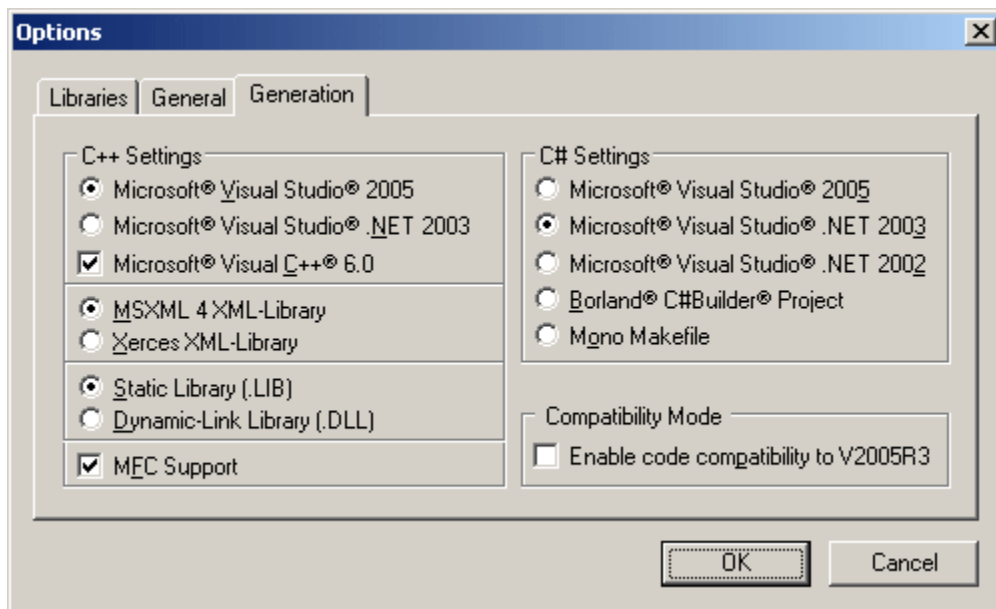 Options
Libraries General Generation
C++ Settings
Microsoft® Visual Studio® 2005
Microsoft® Visual Studio® .NET 2003
Microsoft® Visual C++® 6.0
MSXML 4 XML-Library
Xerces XML-Library
Static Library (.LIB)
Dynamic-Link Library (.DLL)
MFC Support
C# Settings
Microsoft® Visual Studio® 2005
Microsoft® Visual Studio® .NET 2003
Microsoft® Visual Studio® .NET 2002
Borland® C#Builder® Project
Mono Makefile
Compatibility Mode
Enable code compatibility to V2005R3
OK Cancel